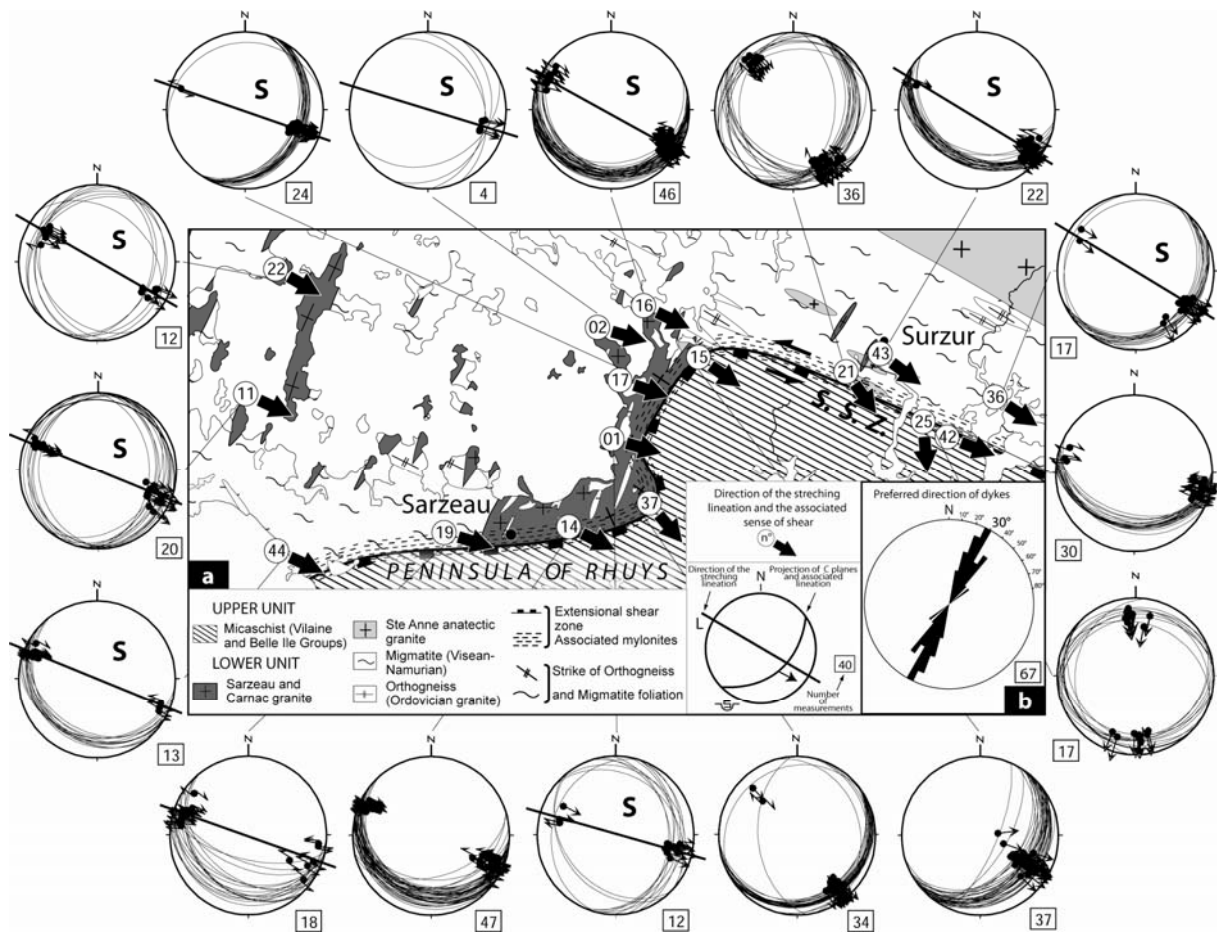 N
N
N
N
N
S
S
S
S
24
4
46
36
22
N
N
S
S
12
17
22
16
02
15
Surzur
43
21
17
36
11
S.S.Z.
25
42
01
N
N
S
20
30
Sarzeau
37
19
14
44
a
PENINSULA OF RHUYS
Direction of the streching
lineation and the associated
sense of shear
n°
Direction of the
streching
lineation
N
Projection of C planes
and associated
lineation
L
S
40
Number of
measurements
Preferred direction of dykes
N
10°
20°
30°
40°
50°
60°
70°
80°
67
b
UPPER UNIT
Micaschist (Vilaine
and Belle Ile Groups)
LOWER UNIT
Sarzeau and
Carnac granite
Ste Anne anatectic
granite
Migmatite (Visean-
Namurian)
Orthogneiss
(Ordovician granite)
Extensional shear
zone
Associated mylonites
Strike of Orthogneiss
and Migmatite foliation
N
N
S
13
17
N
N
N
N
N
S
18
47
12
34
37